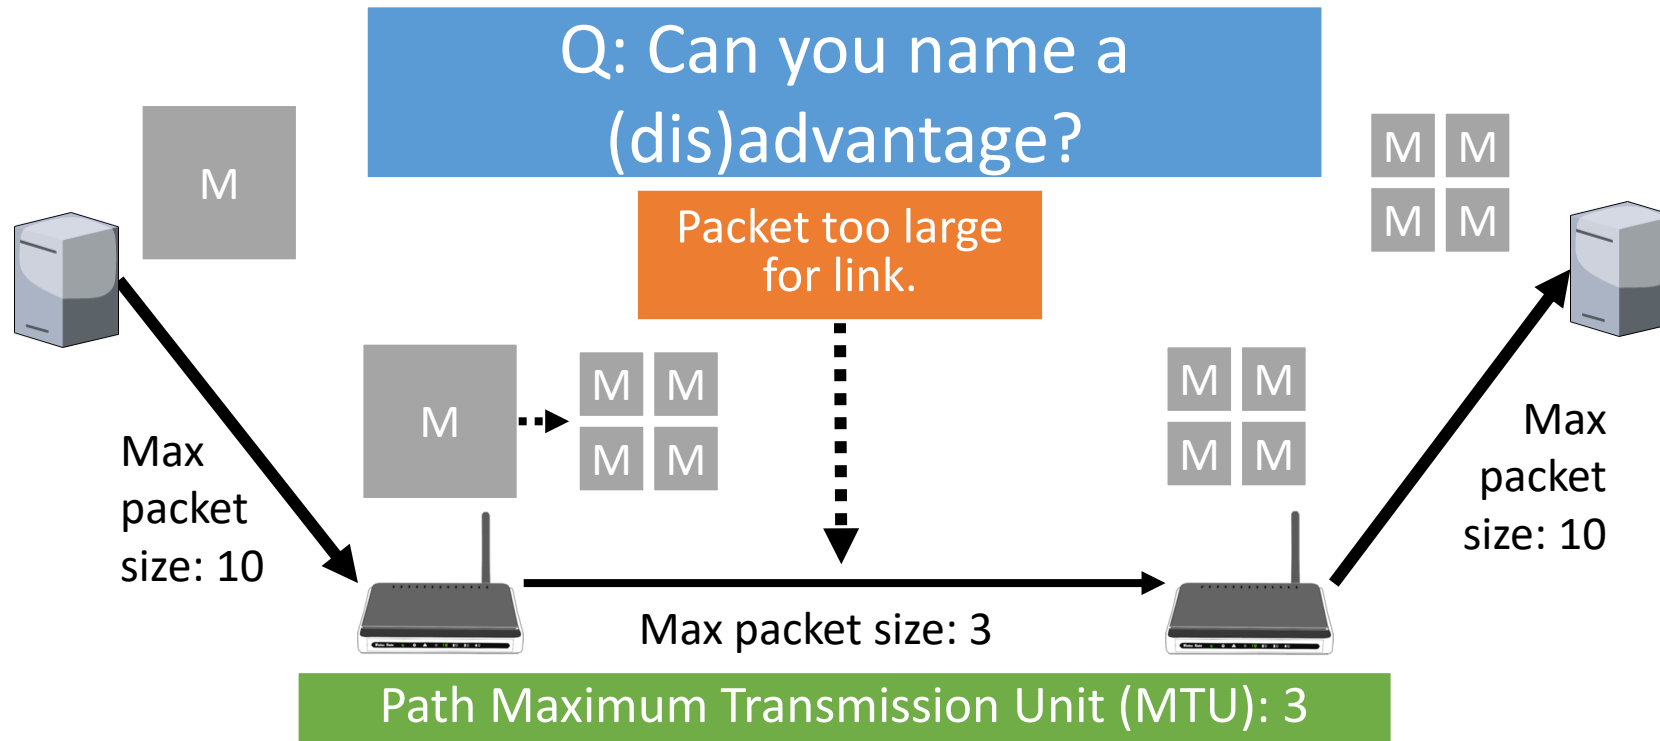 Q: Can you name a
(dis)advantage?
M
M M
M M
Packet too large
for link.
M
M M
M M
M M
M M
Max
packet
size: 10
Max
packet
size: 10
Max packet size: 3
Path Maximum Transmission Unit (MTU): 3